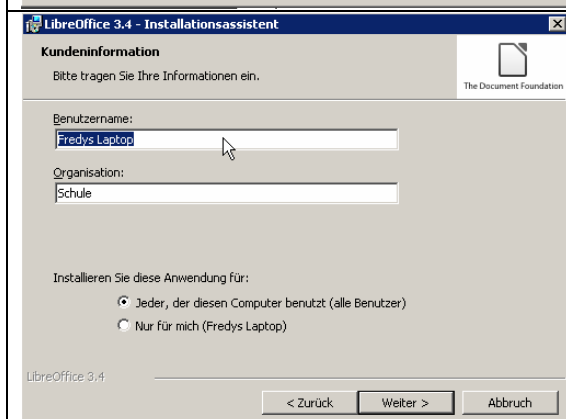 LibreOffice 3.4 - Installationsassistent
Kundeninformation
Bitte tragen Sie Ihre Informationen ein.
The Document Foundation
Benutzername:
Fredys Laptop
Organisation:
Schule
Installieren Sie diese Anwendung für:
Jeder, der diesen Computer benutzt (alle Benutzer)
Nur für mich (Fredys Laptop)
LibreOffice 3.4
< Zurück Weiter > Abbruch